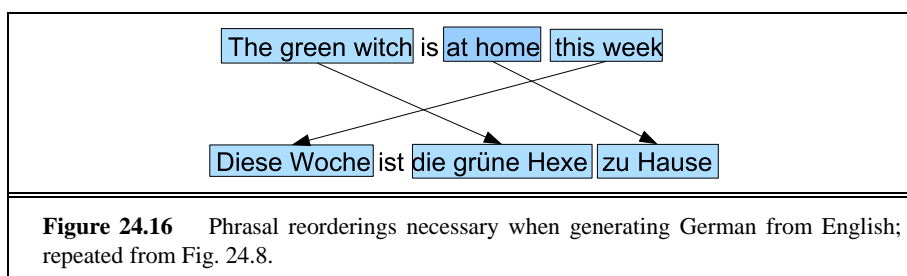 The green witch is at home this week
Diese Woche ist die grüne Hexe zu Hause
Figure 24.16 Phrasal reorderings necessary when generating German from English;
repeated from Fig. 24.8.